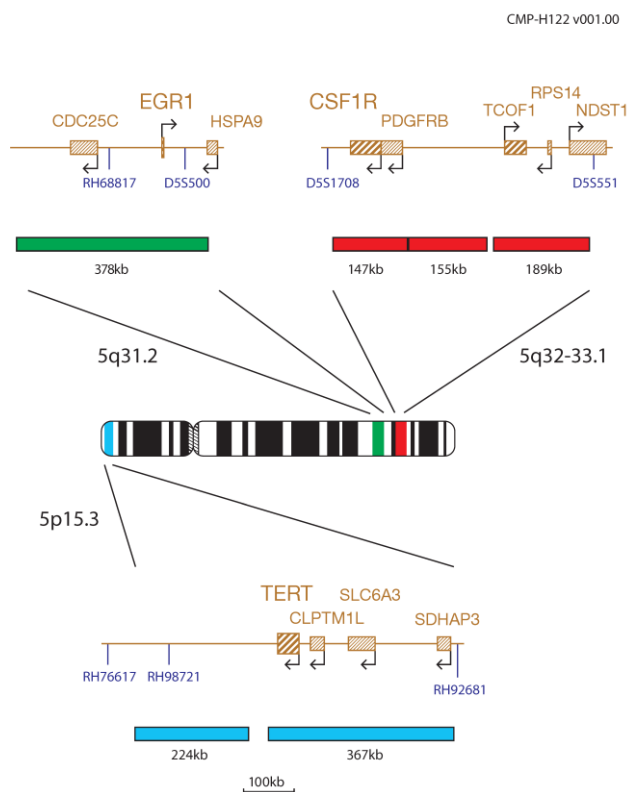 CMP-H122 v001.00
RPS14
EGR1 CSF1R TCOF1 NDST1
CDC25C HSPA9 PDGFRB
RH68817 D5S500 D5S1708 D5S551
378kb 147kb 155kb 189kb
5q31.2 5q32-33.1
5p15.3
TERT SLC6A3
CLPTM1L SDHAP3
RH76617 RH98721 RH92681
224kb 367kb
100kb